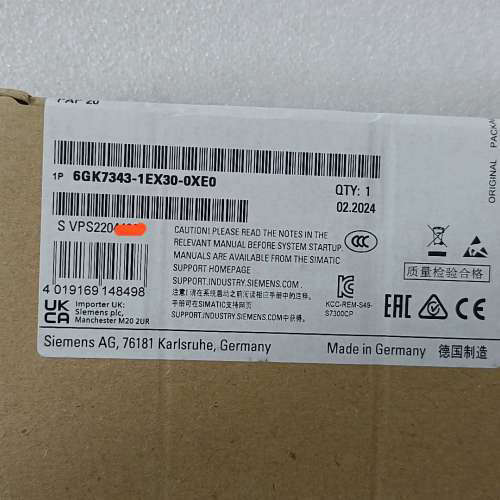 PAP 20
1P 6GK7343-1EX30-0XE0
QTY: 1
02.2024
S VPS220
CAUTION! PLEASE READ THE NOTES IN THE
RELEVANT MANUAL BEFORE SYSTEM STARTUP.
MANUALS ARE AVAILABLE FROM THE SIMATIC
SUPPORT HOMEPAGE
SUPPORT.INDUSTRY.SIEMENS.COM
注意!请在系统启动之前阅读相应手册中的注释。
手册可在SIMATIC支持网页
SUPPORT.INDUSTRY.SIEMENS.COM中获得。
CCC
KCC-REM-S49-
S7300CP
ORIGINAL PACKA
质量检验合格
EAC
4 019169 148498
UK
CA
Importer UK:
Siemens plc,
Manchester M20 2UR
Siemens AG, 76181 Karlsruhe, Germany
Made in Germany 德国制造